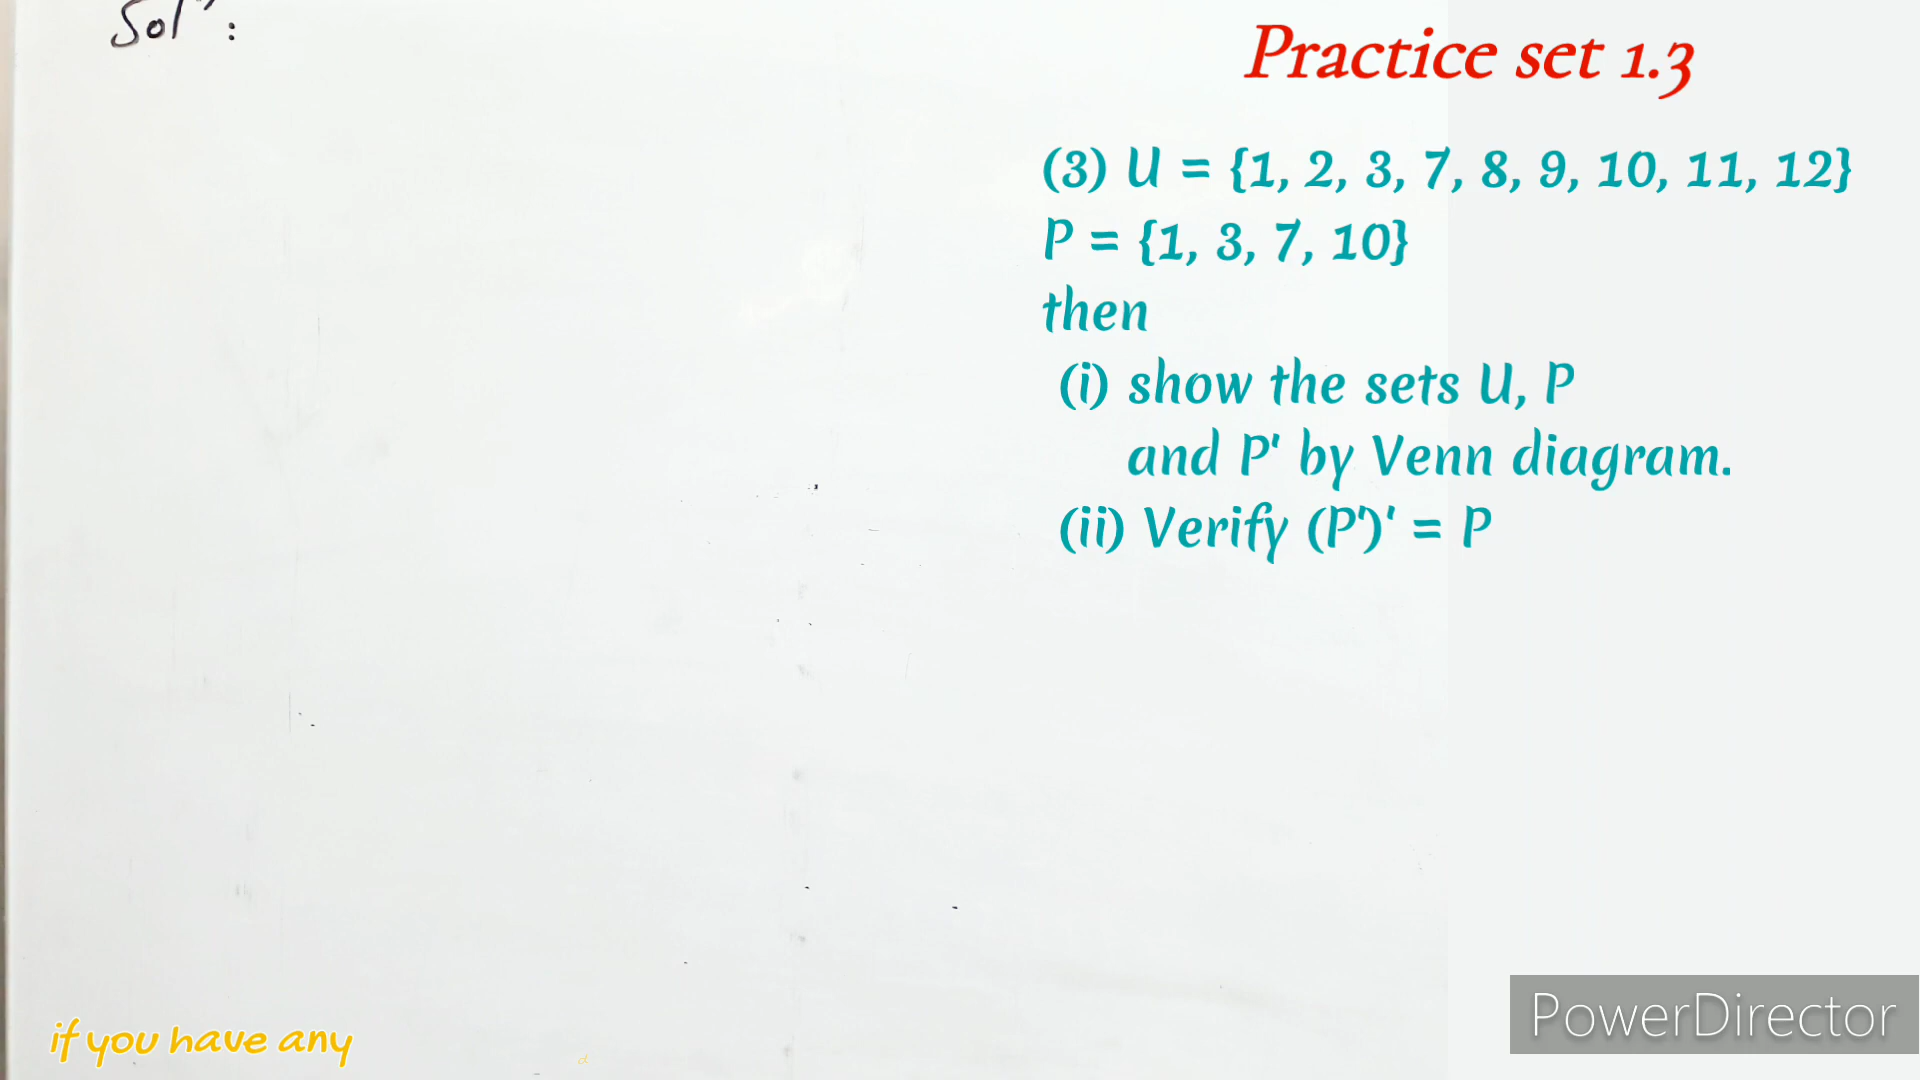 Solⁿ :
Practice set 1.3
(3) U = {1, 2, 3, 7, 8, 9, 10, 11, 12}
P = {1, 3, 7, 10}
then
(i) show the sets U, P
and P' by Venn diagram.
(ii) Verify (P')' = P
if you have any
PowerDirector